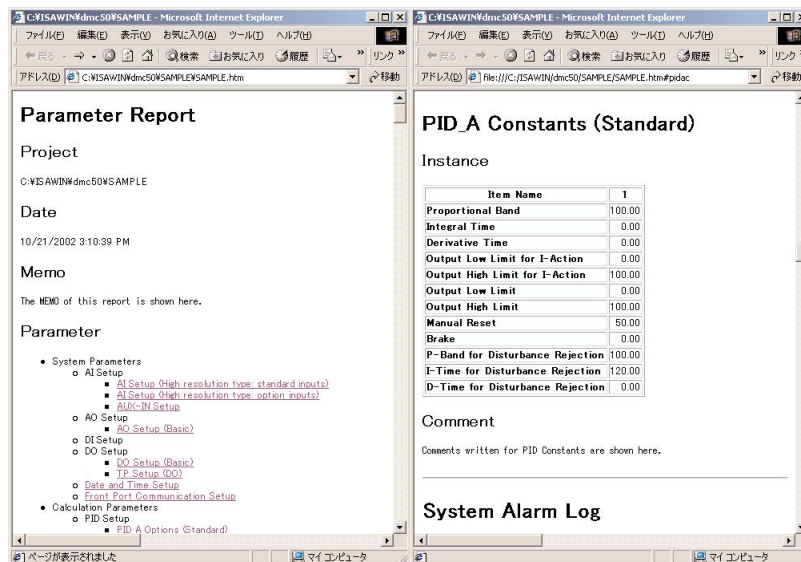 C:¥ISAWIN¥dmc50¥SAMPLE - Microsoft Internet Explorer
ファイル(F) 編集(E) 表示(V) お気に入り(A) ツール(T) ヘルプ(H)
戻る 検索 お気に入り 履歴 リンク
アドレス(D) C:¥ISAWIN¥dmc50¥SAMPLE¥SAMPLE.htm 移動
Parameter Report
Project
C:¥ISAWIN¥dmc50¥SAMPLE
Date
10/21/2002 3:10:39 PM
Memo
The MEMO of this report is shown here.
Parameter
System Parameters
AI Setup
AI Setup (High resolution type: standard inputs)
AI Setup (High resolution type: option inputs)
AUX-IN Setup
AO Setup
AO Setup (Basic)
DI Setup
DO Setup
DO Setup (Basic)
TP Setup (DO)
Date and Time Setup
Front Port Communication Setup
Calculation Parameters
PID Setup
PID A Options (Standard)
ページが表示されました マイ コンピュータ
C:¥ISAWIN¥dmc50¥SAMPLE - Microsoft Internet Explorer
ファイル(F) 編集(E) 表示(V) お気に入り(A) ツール(T) ヘルプ(H)
戻る 検索 お気に入り 履歴 リンク
アドレス(D) file:///C:/ISAWIN/dmc50/SAMPLE/SAMPLE.htm#pidac 移動
PID_A Constants (Standard)
Instance
Item Name 1
Proportional Band 100.00
Integral Time 0.00
Derivative Time 0.00
Output Low Limit for I-Action 0.00
Output High Limit for I-Action 100.00
Output Low Limit 0.00
Output High Limit 100.00
Manual Reset 50.00
Brake 0.00
P-Band for Disturbance Rejection 100.00
I-Time for Disturbance Rejection 120.00
D-Time for Disturbance Rejection 0.00
Comment
Comments written for PID Constants are shown here.
System Alarm Log
マイ コンピュータ